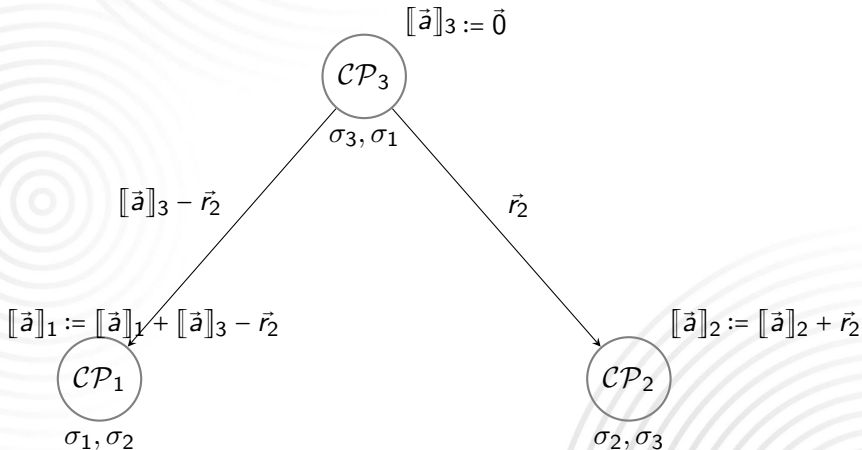 ⟦a⃗⟧₃ := 0⃗
𝒞𝒫₃
σ₃, σ₁
⟦a⃗⟧₃ − r⃗₂
r⃗₂
⟦a⃗⟧₁ := ⟦a⃗⟧₁ + ⟦a⃗⟧₃ − r⃗₂
⟦a⃗⟧₂ := ⟦a⃗⟧₂ + r⃗₂
𝒞𝒫₁
𝒞𝒫₂
σ₁, σ₂
σ₂, σ₃